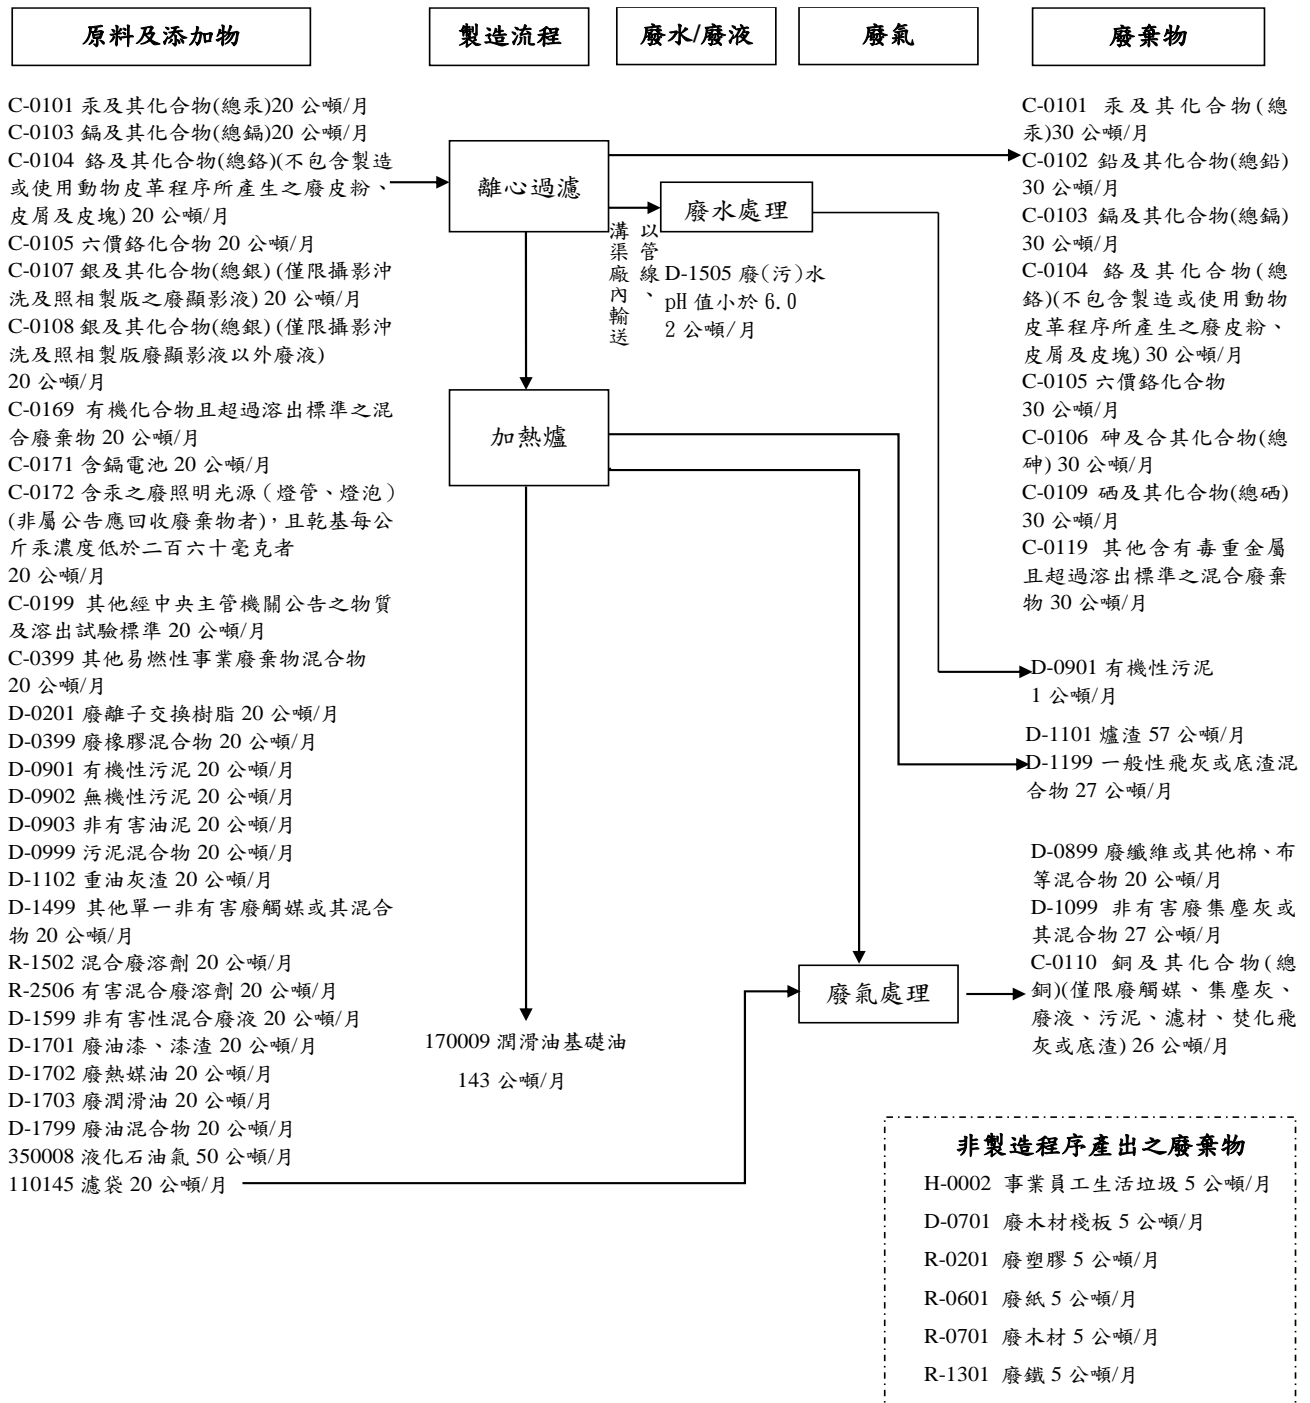 原料及添加物
製造流程
廢水/廢液
廢氣
廢棄物
C-0101 汞及其化合物(總汞)20 公噸/月
C-0103 鎘及其化合物(總鎘)20 公噸/月
C-0104 鉻及其化合物(總鉻)(不包含製造
或使用動物皮革程序所產生之廢皮粉、
皮屑及皮塊) 20 公噸/月
C-0105 六價鉻化合物 20 公噸/月
C-0107 銀及其化合物(總銀) (僅限攝影沖
洗及照相製版之廢顯影液) 20 公噸/月
C-0108 銀及其化合物(總銀) (僅限攝影沖
洗及照相製版廢顯影液以外廢液)
20 公噸/月
C-0169 有機化合物且超過溶出標準之混
合廢棄物 20 公噸/月
C-0171 含鎘電池 20 公噸/月
C-0172 含汞之廢照明光源（燈管、燈泡）
(非屬公告應回收廢棄物者)，且乾基每公
斤汞濃度低於二百六十毫克者
20 公噸/月
C-0199 其他經中央主管機關公告之物質
及溶出試驗標準 20 公噸/月
C-0399 其他易燃性事業廢棄物混合物
20 公噸/月
D-0201 廢離子交換樹脂 20 公噸/月
D-0399 廢橡膠混合物 20 公噸/月
D-0901 有機性污泥 20 公噸/月
D-0902 無機性污泥 20 公噸/月
D-0903 非有害油泥 20 公噸/月
D-0999 污泥混合物 20 公噸/月
D-1102 重油灰渣 20 公噸/月
D-1499 其他單一非有害廢觸媒或其混合
物 20 公噸/月
R-1502 混合廢溶劑 20 公噸/月
R-2506 有害混合廢溶劑 20 公噸/月
D-1599 非有害性混合廢液 20 公噸/月
D-1701 廢油漆、漆渣 20 公噸/月
D-1702 廢熱媒油 20 公噸/月
D-1703 廢潤滑油 20 公噸/月
D-1799 廢油混合物 20 公噸/月
350008 液化石油氣 50 公噸/月
110145 濾袋 20 公噸/月
離心過濾
加熱爐
170009 潤滑油基礎油
143 公噸/月
以管線、
溝渠廠內輸送
廢水處理
D-1505 廢(污)水
pH 值小於 6.0
2 公噸/月
廢氣處理
C-0101 汞及其化合物(總
汞)30 公噸/月
C-0102 鉛及其化合物(總鉛)
30 公噸/月
C-0103 鎘及其化合物(總鎘)
30 公噸/月
C-0104 鉻及其化合物(總
鉻)(不包含製造或使用動物
皮革程序所產生之廢皮粉、
皮屑及皮塊) 30 公噸/月
C-0105 六價鉻化合物
30 公噸/月
C-0106 砷及合其化合物(總
砷) 30 公噸/月
C-0109 硒及其化合物(總硒)
30 公噸/月
C-0119 其他含有毒重金屬
且超過溶出標準之混合廢棄
物 30 公噸/月
D-0901 有機性污泥
1 公噸/月
D-1101 爐渣 57 公噸/月
D-1199 一般性飛灰或底渣混
合物 27 公噸/月
D-0899 廢纖維或其他棉、布
等混合物 20 公噸/月
D-1099 非有害廢集塵灰或
其混合物 27 公噸/月
C-0110 銅及其化合物(總
銅)(僅限廢觸媒、集塵灰、
廢液、污泥、濾材、焚化飛
灰或底渣) 26 公噸/月
非製造程序產出之廢棄物
H-0002 事業員工生活垃圾 5 公噸/月
D-0701 廢木材棧板 5 公噸/月
R-0201 廢塑膠 5 公噸/月
R-0601 廢紙 5 公噸/月
R-0701 廢木材 5 公噸/月
R-1301 廢鐵 5 公噸/月